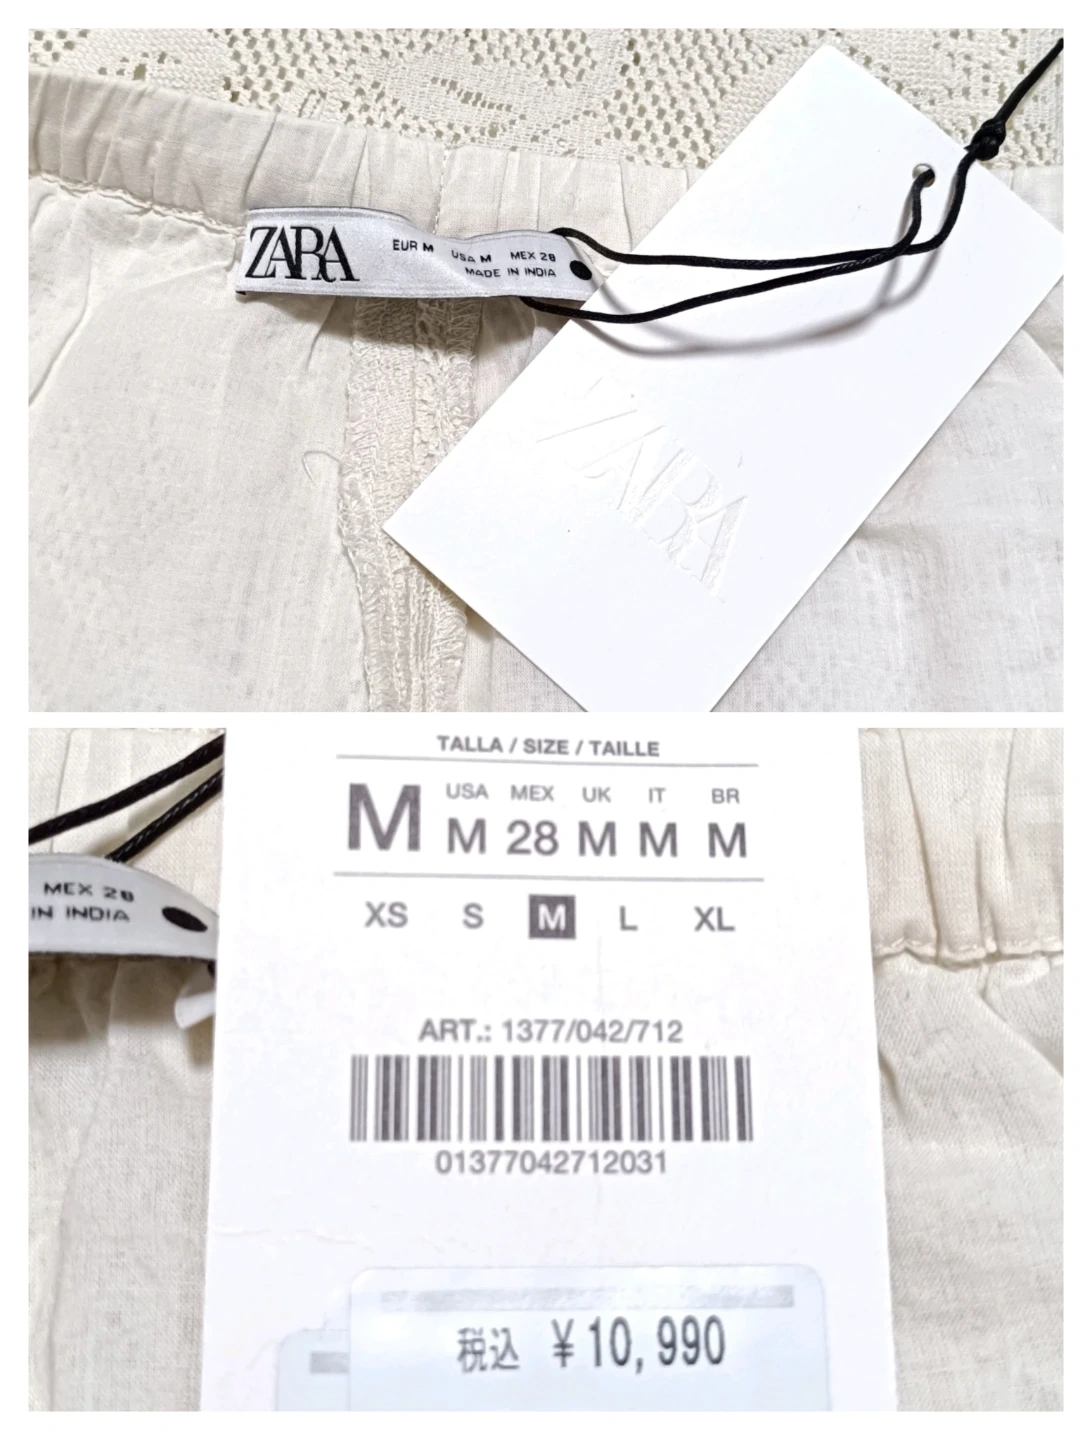 ZARA
EUR M USA M MEX 28
MADE IN INDIA
ZARA
TALLA / SIZE / TAILLE
USA MEX UK IT BR
M M 28 M M M
XS S M L XL
ART.: 1377/042/712
01377042712031
税込 ¥10,990
MEX 28
IN INDIA